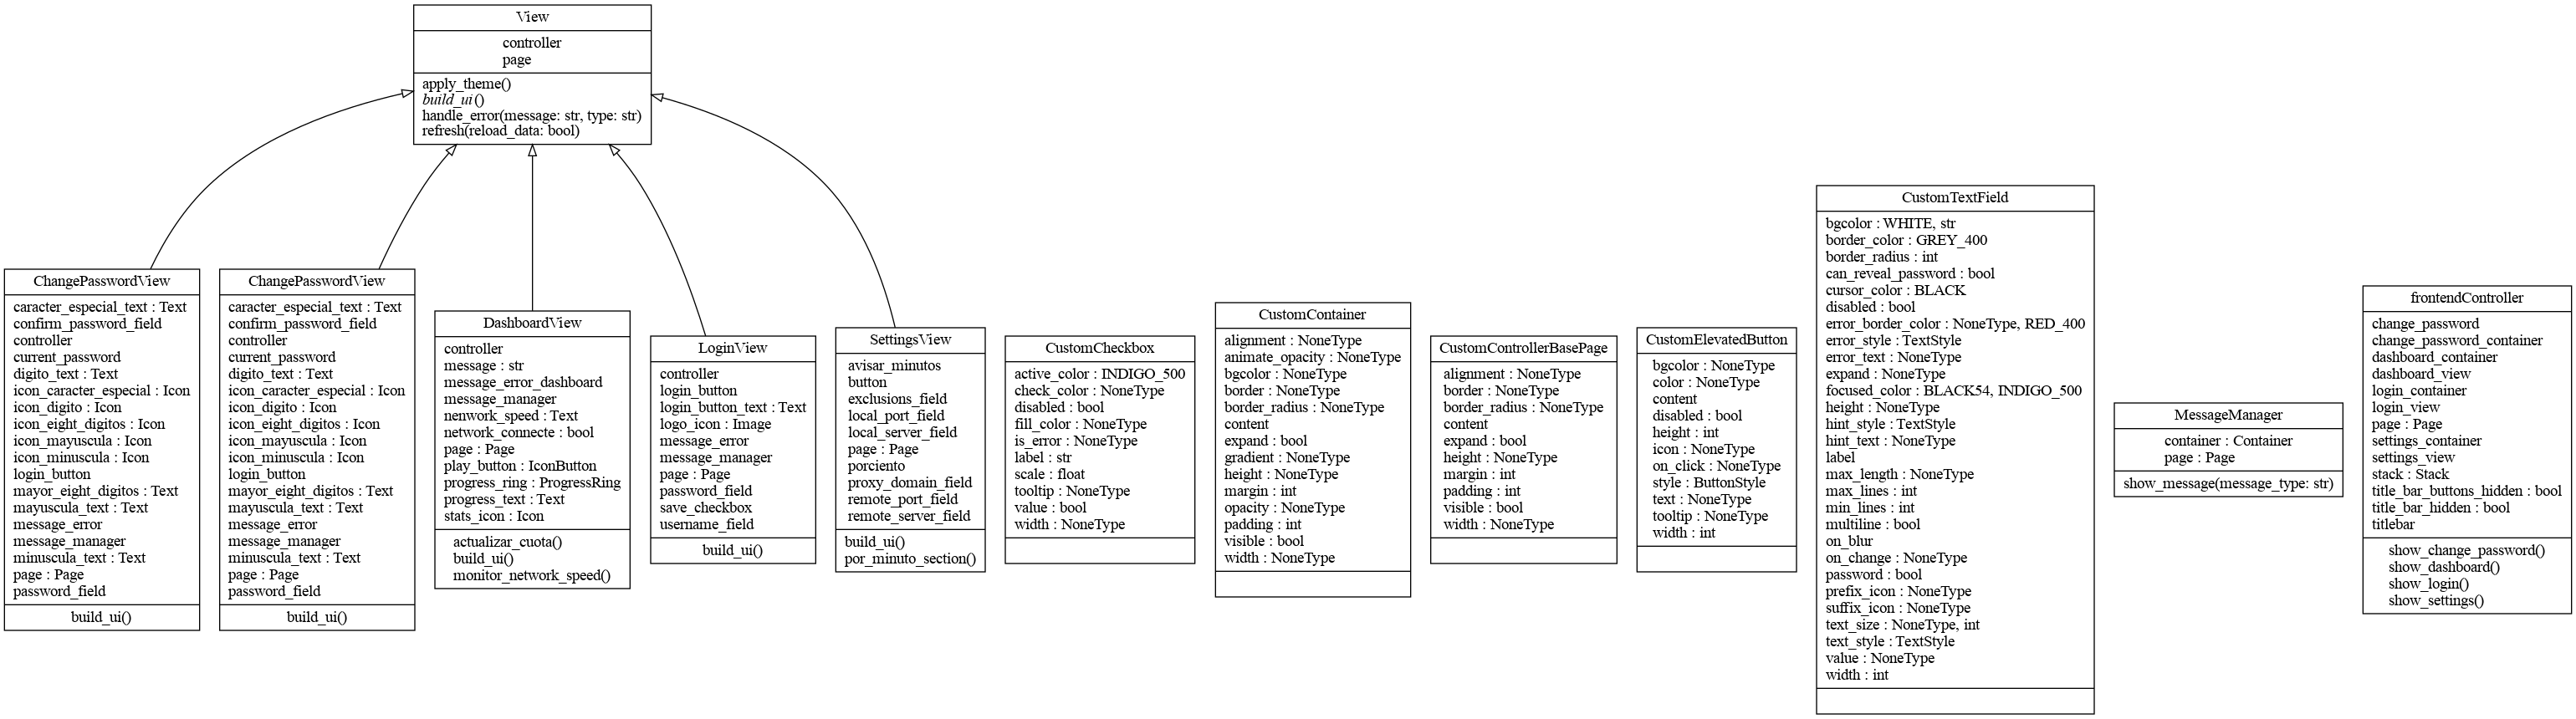 View
controller
page
apply_theme()
build_ui()
handle_error(message: str, type: str)
refresh(reload_data: bool)
ChangePasswordView
caracter_especial_text : Text
confirm_password_field
controller
current_password
digito_text : Text
icon_caracter_especial : Icon
icon_digito : Icon
icon_eight_digitos : Icon
icon_mayuscula : Icon
icon_minuscula : Icon
login_button
mayor_eight_digitos : Text
mayuscula_text : Text
message_error
message_manager
minuscula_text : Text
page : Page
password_field
build_ui()
ChangePasswordView
caracter_especial_text : Text
confirm_password_field
controller
current_password
digito_text : Text
icon_caracter_especial : Icon
icon_digito : Icon
icon_eight_digitos : Icon
icon_mayuscula : Icon
icon_minuscula : Icon
login_button
mayor_eight_digitos : Text
mayuscula_text : Text
message_error
message_manager
minuscula_text : Text
page : Page
password_field
build_ui()
DashboardView
controller
message : str
message_error_dashboard
message_manager
nenwork_speed : Text
network_connecte : bool
page : Page
play_button : IconButton
progress_ring : ProgressRing
progress_text : Text
stats_icon : Icon
actualizar_cuota()
build_ui()
monitor_network_speed()
LoginView
controller
login_button
login_button_text : Text
logo_icon : Image
message_error
message_manager
page : Page
password_field
save_checkbox
username_field
build_ui()
SettingsView
avisar_minutos
button
exclusions_field
local_port_field
local_server_field
page : Page
porciento
proxy_domain_field
remote_port_field
remote_server_field
build_ui()
por_minuto_section()
CustomCheckbox
active_color : INDIGO_500
check_color : NoneType
disabled : bool
fill_color : NoneType
is_error : NoneType
label : str
scale : float
tooltip : NoneType
value : bool
width : NoneType
CustomContainer
alignment : NoneType
animate_opacity : NoneType
bgcolor : NoneType
border : NoneType
border_radius : NoneType
content
expand : bool
gradient : NoneType
height : NoneType
margin : int
opacity : NoneType
padding : int
visible : bool
width : NoneType
CustomControllerBasePage
alignment : NoneType
border : NoneType
border_radius : NoneType
content
expand : bool
height : NoneType
margin : int
padding : int
visible : bool
width : NoneType
CustomElevatedButton
bgcolor : NoneType
color : NoneType
content
disabled : bool
height : int
icon : NoneType
on_click : NoneType
style : ButtonStyle
text : NoneType
tooltip : NoneType
width : int
CustomTextField
bgcolor : WHITE, str
border_color : GREY_400
border_radius : int
can_reveal_password : bool
cursor_color : BLACK
disabled : bool
error_border_color : NoneType, RED_400
error_style : TextStyle
error_text : NoneType
expand : NoneType
focused_color : BLACK54, INDIGO_500
height : NoneType
hint_style : TextStyle
hint_text : NoneType
label
max_length : NoneType
max_lines : int
min_lines : int
multiline : bool
on_blur
on_change : NoneType
password : bool
prefix_icon : NoneType
suffix_icon : NoneType
text_size : NoneType, int
text_style : TextStyle
value : NoneType
width : int
MessageManager
container : Container
page : Page
show_message(message_type: str)
frontendController
change_password
change_password_container
dashboard_container
dashboard_view
login_container
login_view
page : Page
settings_container
settings_view
stack : Stack
title_bar_buttons_hidden : bool
title_bar_hidden : bool
titlebar
show_change_password()
show_dashboard()
show_login()
show_settings()